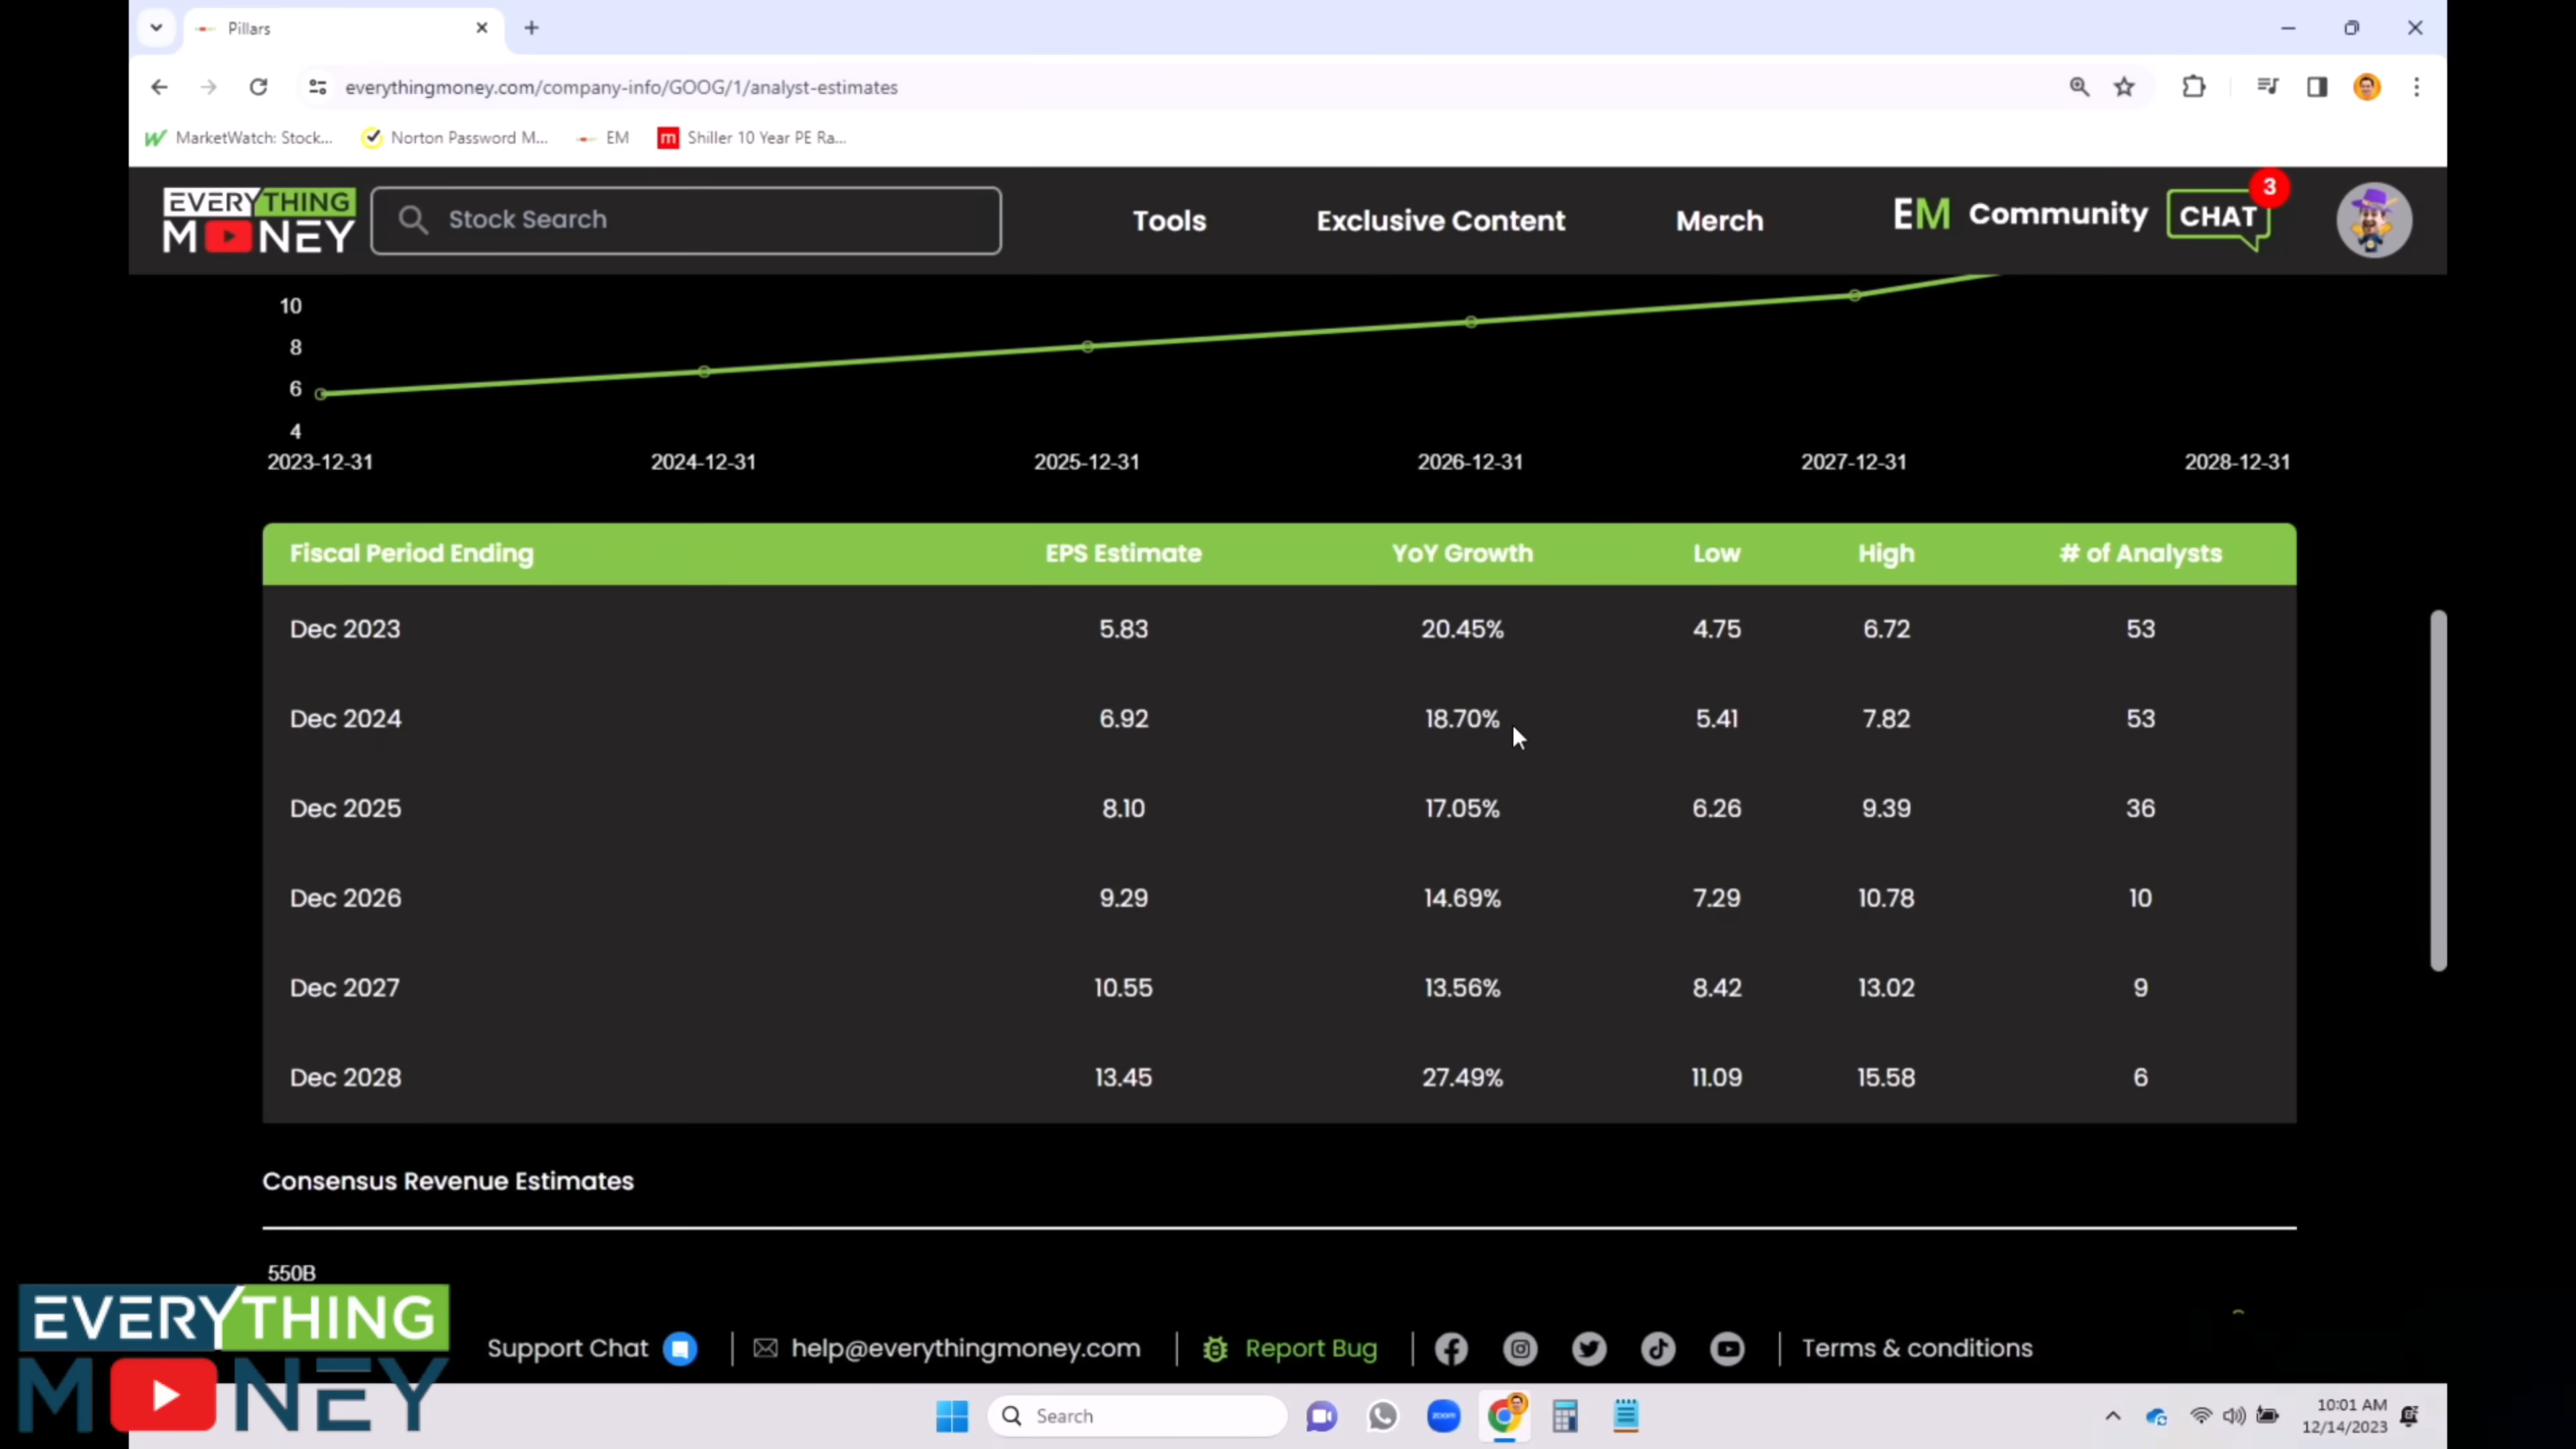 Pillars
everythingmoney.com/company-info/GOOG/1/analyst-estimates
MarketWatch: Stock... Norton Password M... EM Shiller 10 Year PE Ra...
EVERYTHING
MONEY
Stock Search Tools Exclusive Content Merch EM Community CHAT 3
10
8
6
4
2023-12-31 2024-12-31 2025-12-31 2026-12-31 2027-12-31 2028-12-31
Fiscal Period Ending EPS Estimate YoY Growth Low High # of Analysts
Dec 2023 5.83 20.45% 4.75 6.72 53
Dec 2024 6.92 18.70% 5.41 7.82 53
Dec 2025 8.10 17.05% 6.26 9.39 36
Dec 2026 9.29 14.69% 7.29 10.78 10
Dec 2027 10.55 13.56% 8.42 13.02 9
Dec 2028 13.45 27.49% 11.09 15.58 6
Consensus Revenue Estimates
550B
EVERYTHING
MONEY
Support Chat help@everythingmoney.com Report Bug Terms & conditions
Search zoom 10:01 AM
12/14/2023